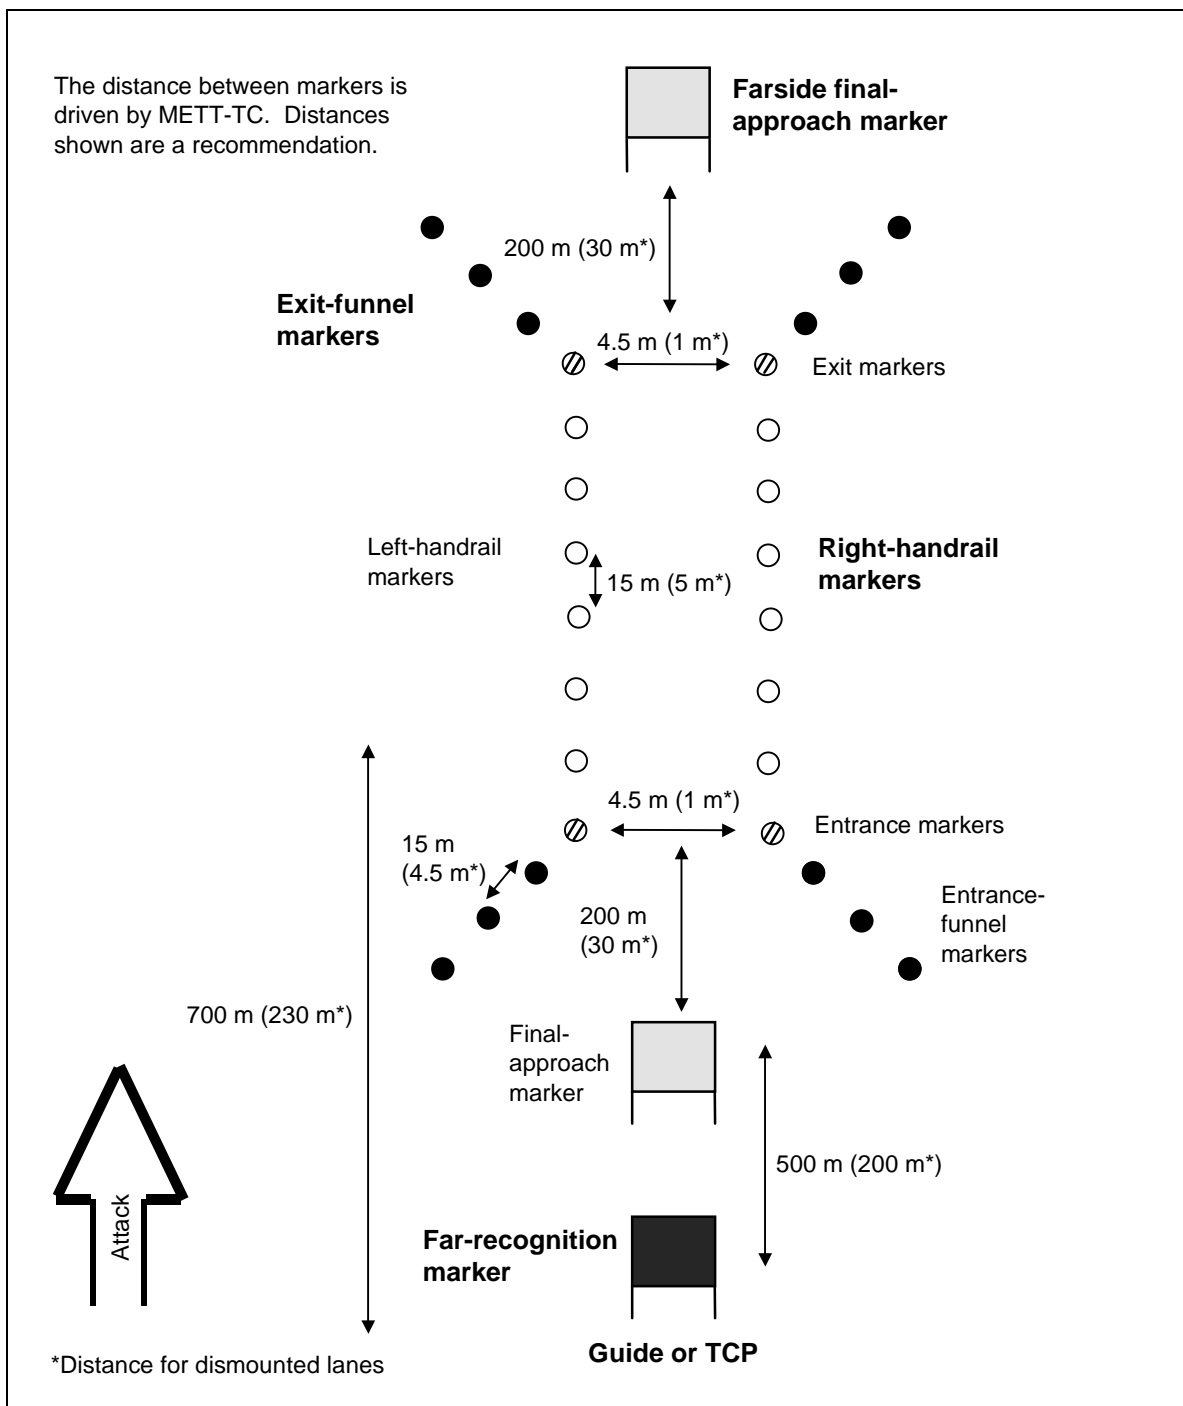 The distance between markers is
driven by METT-TC.  Distances
shown are a recommendation.
Farside final-
approach marker
200 m (30 m*)
Exit-funnel
markers
4.5 m (1 m*)
Exit markers
Left-handrail
markers
15 m (5 m*)
Right-handrail
markers
4.5 m (1 m*)
Entrance markers
15 m
(4.5 m*)
200 m
(30 m*)
Entrance-
funnel
markers
700 m (230 m*)
Final-
approach
marker
500 m (200 m*)
Attack
Far-recognition
marker
Guide or TCP
*Distance for dismounted lanes